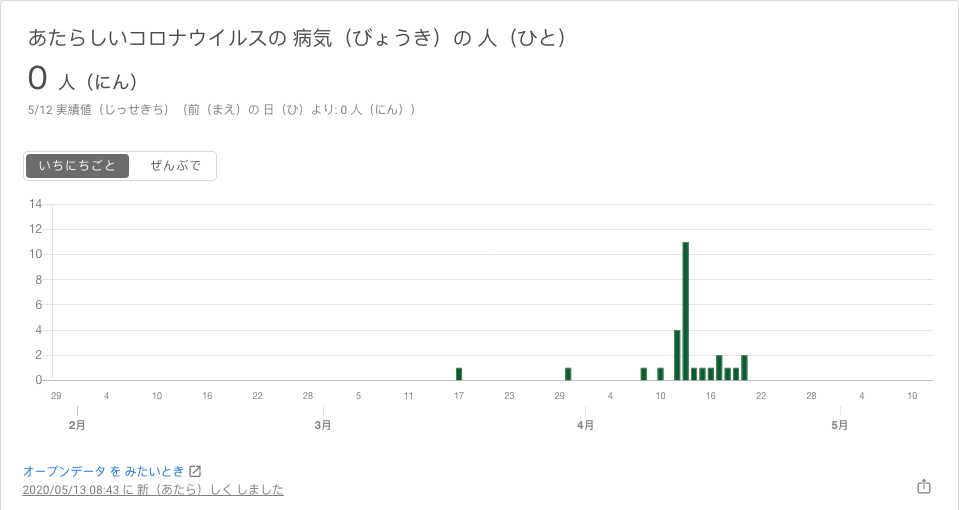 あたらしいコロナウイルスの 病気（びょうき）の 人（ひと）
0 人（にん）
5/12 実績値（じっせきち）（前（まえ）の 日（ひ）より: 0 人（にん））
いちにちごと ぜんぶで
14
12
10
8
6
4
2
0
29 4 10 16 22 28 5 11 17 23 29 4 10 16 22 28 4 10
2月 3月 4月 5月
オープンデータ を みたいとき
2020/05/13 08:43 に 新（あたら）しく しました